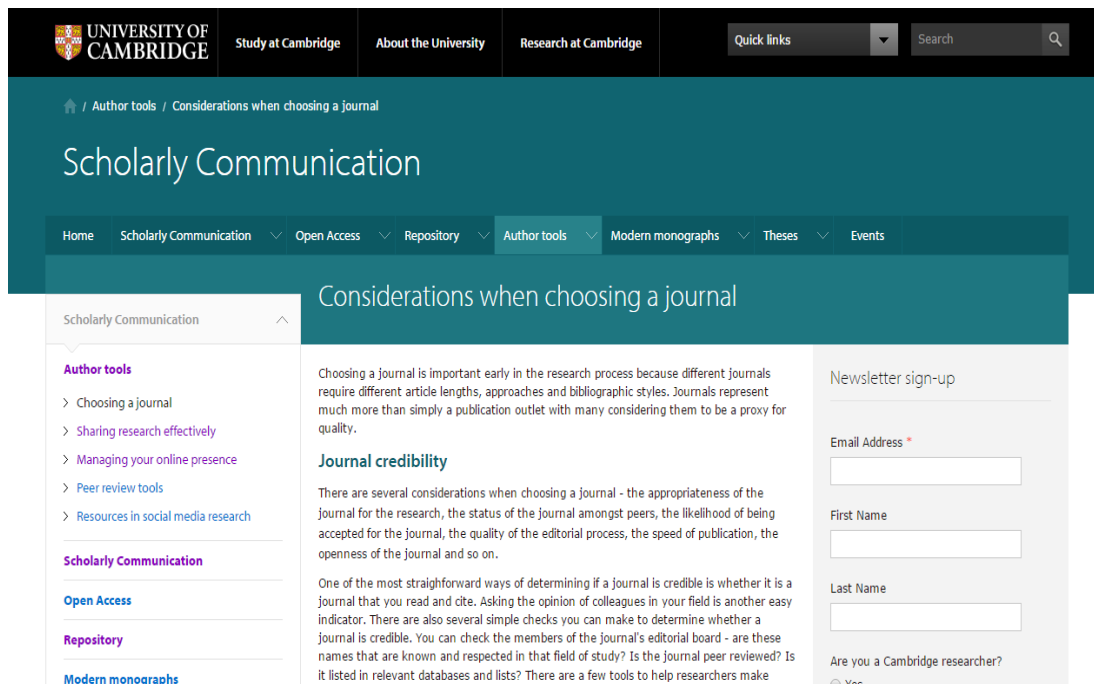 UNIVERSITY OF
CAMBRIDGE
Study at Cambridge
About the University
Research at Cambridge
Quick links
Search
/ Author tools / Considerations when choosing a journal
Scholarly Communication
Home
Scholarly Communication
Open Access
Repository
Author tools
Modern monographs
Theses
Events
Considerations when choosing a journal
Scholarly Communication
Author tools
Choosing a journal
Sharing research effectively
Managing your online presence
Peer review tools
Resources in social media research
Scholarly Communication
Open Access
Repository
Modern monographs
Choosing a journal is important early in the research process because different journals
require different article lengths, approaches and bibliographic styles. Journals represent
much more than simply a publication outlet with many considering them to be a proxy for
quality.
Journal credibility
There are several considerations when choosing a journal - the appropriateness of the
journal for the research, the status of the journal amongst peers, the likelihood of being
accepted for the journal, the quality of the editorial process, the speed of publication, the
openness of the journal and so on.
One of the most straighforward ways of determining if a journal is credible is whether it is a
journal that you read and cite. Asking the opinion of colleagues in your field is another easy
indicator. There are also several simple checks you can make to determine whether a
journal is credible. You can check the members of the journal's editorial board - are these
names that are known and respected in that field of study? Is the journal peer reviewed? Is
it listed in relevant databases and lists? There are a few tools to help researchers make
Newsletter sign-up
Email Address *
First Name
Last Name
Are you a Cambridge researcher?
Yes